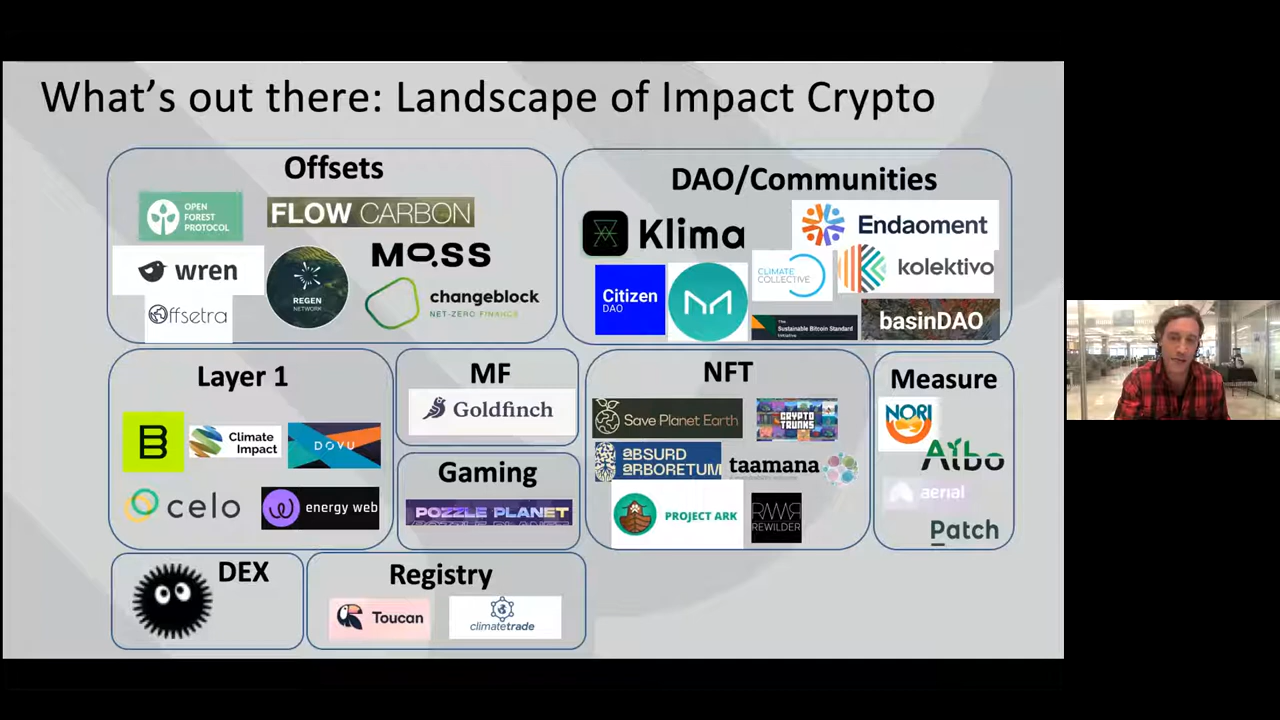 What's out there: Landscape of Impact Crypto
Offsets
OPEN
FOREST
PROTOCOL
FLOW CARBON
wren
REGEN
NETWORK
MOSS
changeblock
NET-ZERO FINANCE
Offsetra
DAO/Communities
Klima
Endaoment
Citizen
DAO
CLIMATE
COLLECTIVE
kolektivo
The
Sustainable Bitcoin Standard
Initiative
basinDAO
Layer 1
B
Climate
Impact
DOVU
celo
energy web
MF
Goldfinch
Gaming
POZZLE PLANET
NFT
Save Planet Earth
CRYPTO
TRUNKS
ABSURD
ARBORETUM
taamana
PROJECT ARK
REWILDER
Measure
NORI
Albo
aerial
Patch
DEX
Registry
Toucan
climatetrade